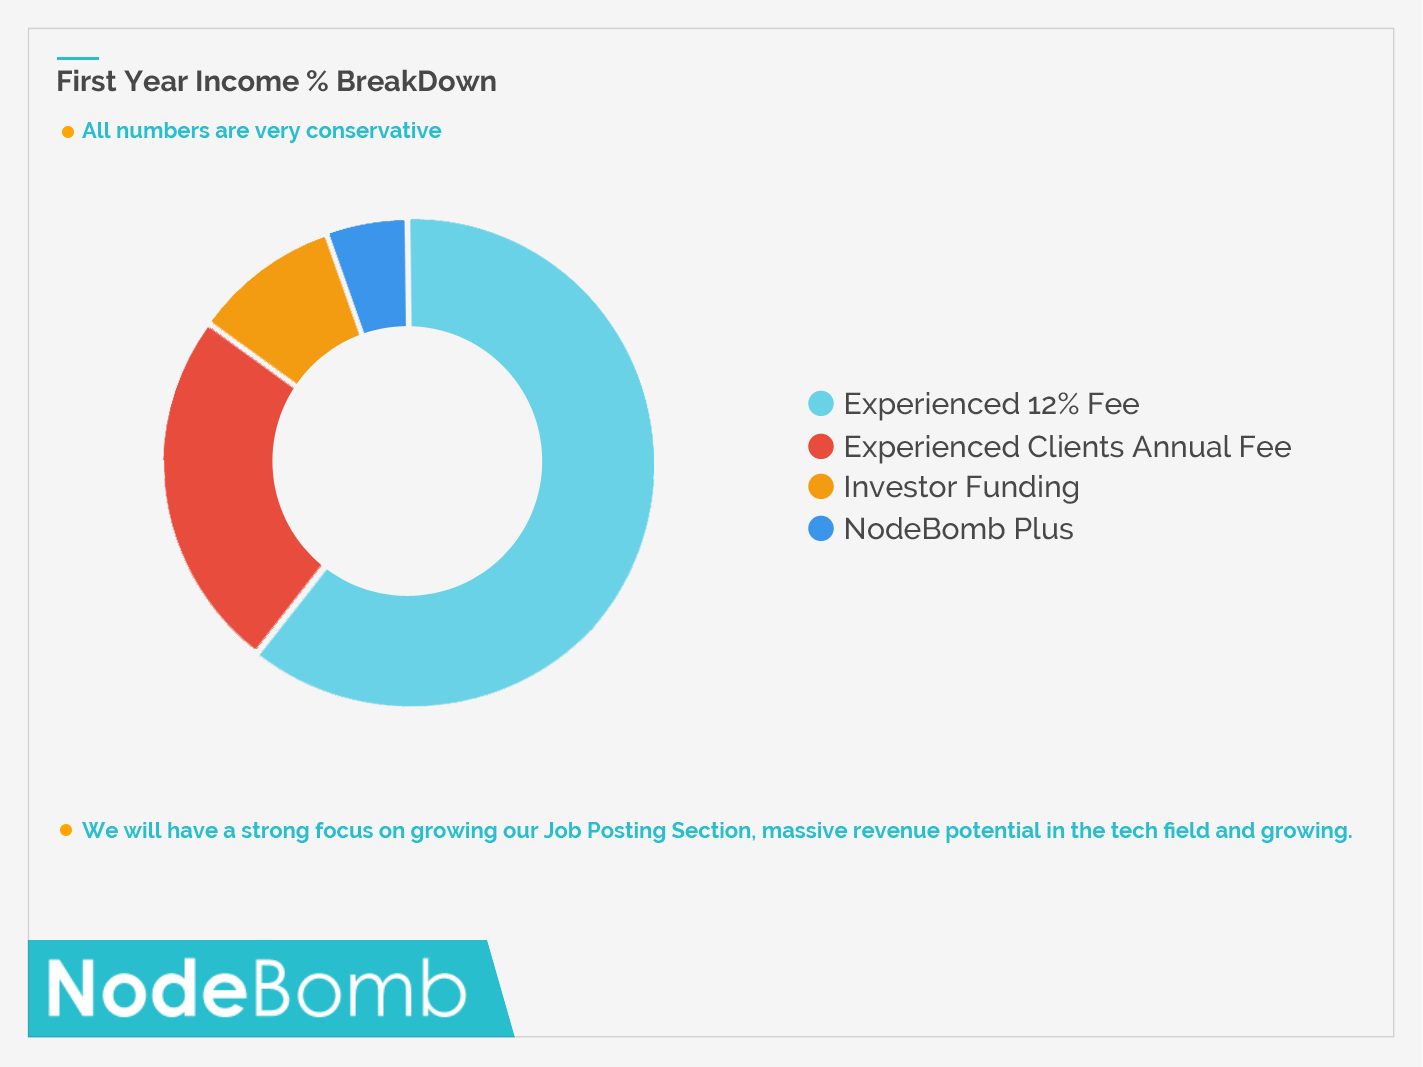 First Year Income % BreakDown
All numbers are very conservative
Experienced 12% Fee
Experienced Clients Annual Fee
Investor Funding
NodeBomb Plus
We will have a strong focus on growing our Job Posting Section, massive revenue potential in the tech field and growing.
NodeBomb